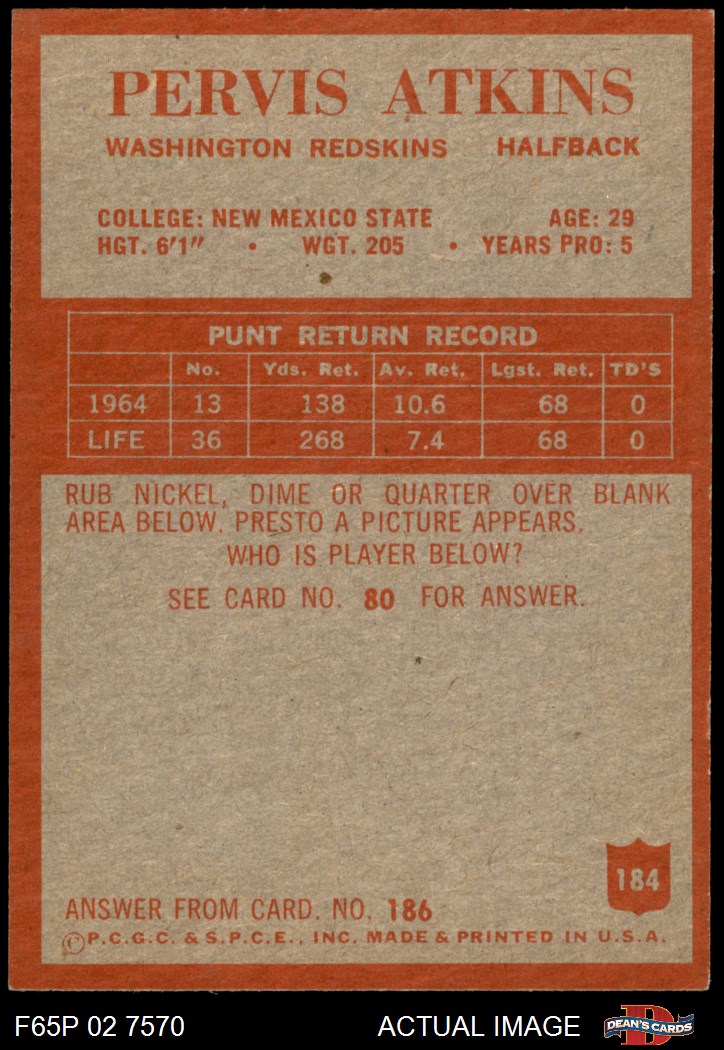 PERVIS ATKINS
WASHINGTON REDSKINS HALFBACK
COLLEGE: NEW MEXICO STATE AGE: 29
HGT. 6'1" • WGT. 205 • YEARS PRO: 5
PUNT RETURN RECORD
No. Yds. Ret. Av. Ret. Lgst. Ret. TD'S
1964 13 138 10.6 68 0
LIFE 36 268 7.4 68 0
RUB NICKEL, DIME OR QUARTER OVER BLANK
AREA BELOW. PRESTO A PICTURE APPEARS.
WHO IS PLAYER BELOW?
SEE CARD NO. 80 FOR ANSWER.
184
ANSWER FROM CARD. NO. 186
©P.C.G.C. & S.P.C.E., INC. MADE & PRINTED IN U.S.A.
F65P 02 7570 ACTUAL IMAGE D DEAN'S CARDS